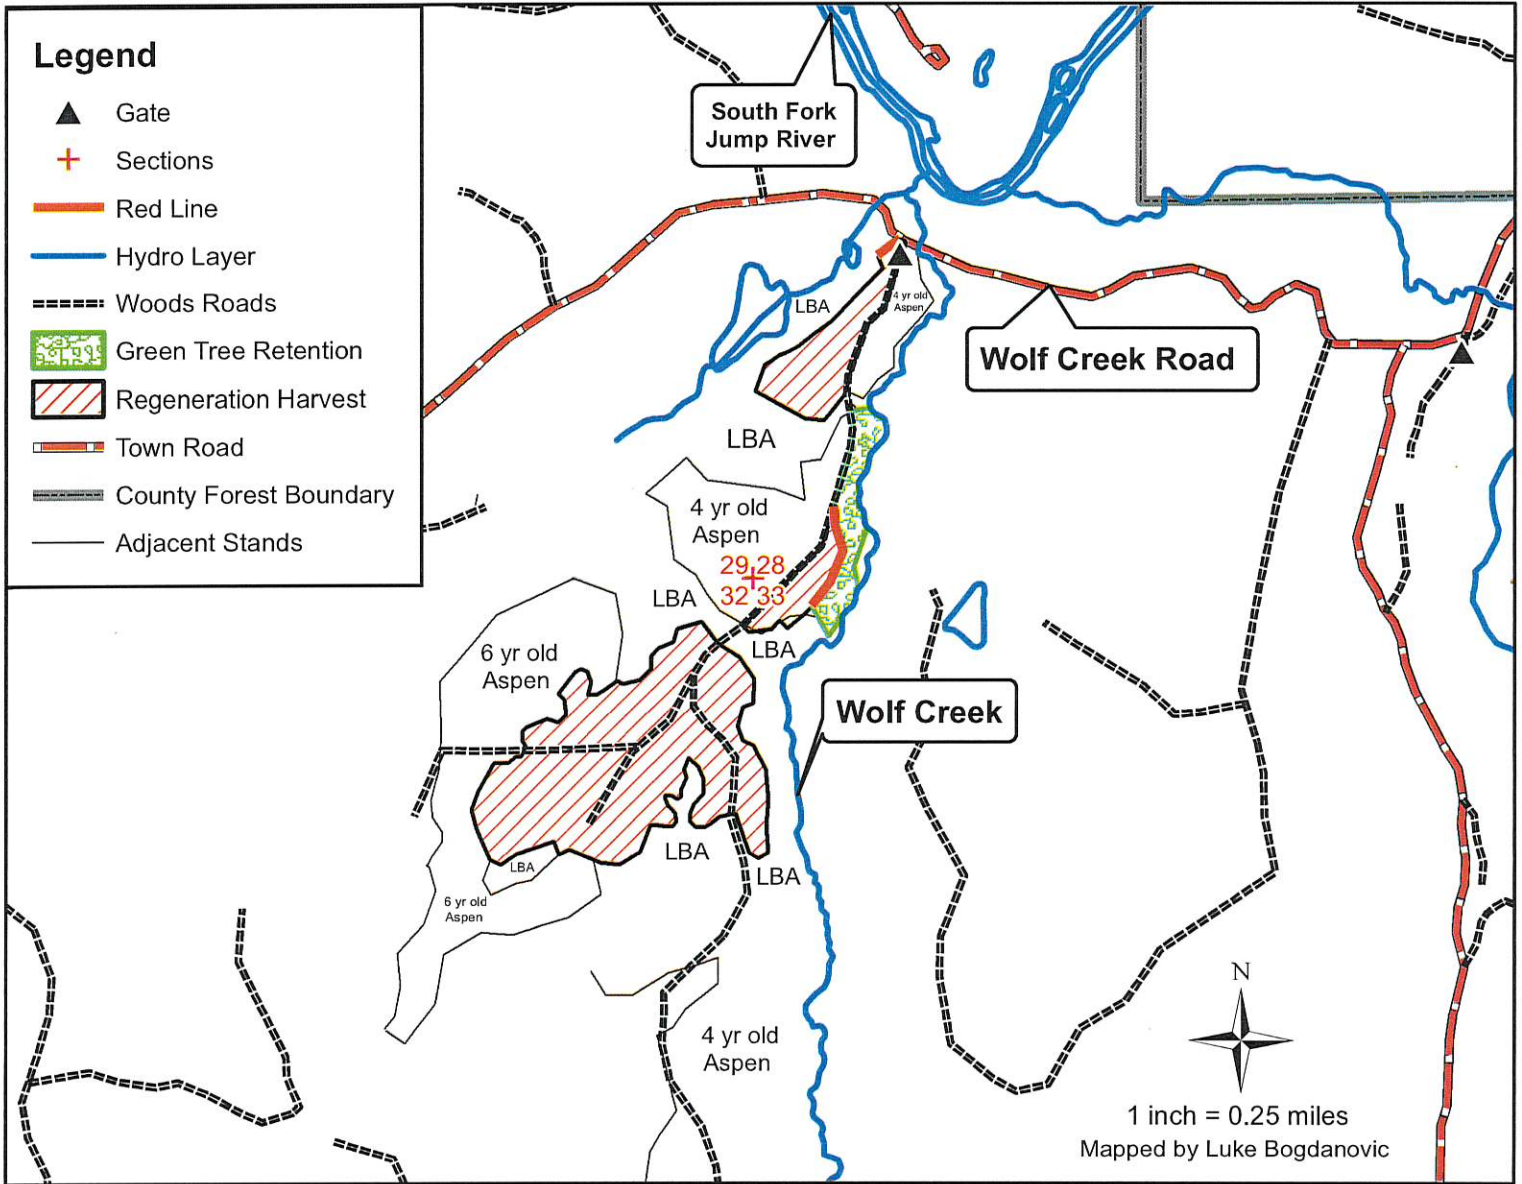 Legend
Gate
Sections
Red Line
Hydro Layer
Woods Roads
Green Tree Retention
Regeneration Harvest
Town Road
County Forest Boundary
Adjacent Stands
South Fork
Jump River
LBA
4 yr old
Aspen
Wolf Creek Road
LBA
4 yr old
Aspen
29 28
32 33
LBA
LBA
6 yr old
Aspen
Wolf Creek
LBA
LBA
LBA
6 yr old
Aspen
4 yr old
Aspen
N
1 inch = 0.25 miles
Mapped by Luke Bogdanovic